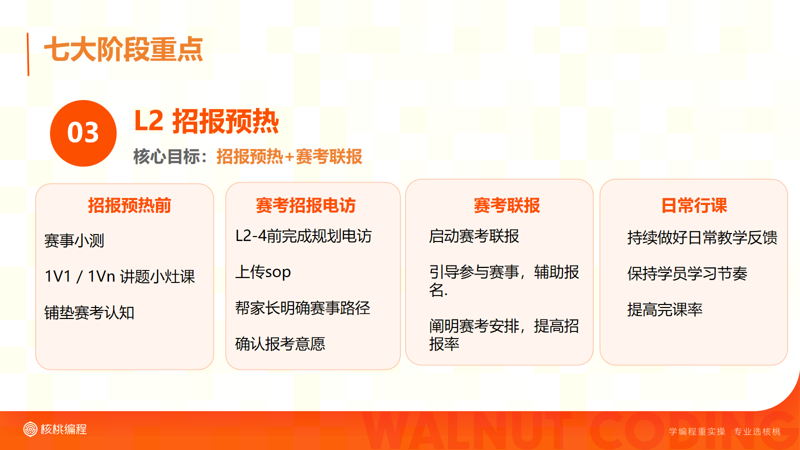 七大阶段重点
03
L2 招报预热
核心目标：招报预热+赛考联报
招报预热前
赛事小测
1V1 / 1Vn 讲题小灶课
铺垫赛考认知
赛考招报电访
L2-4前完成规划电访
上传sop
帮家长明确赛事路径
确认报考意愿
赛考联报
启动赛考联报
引导参与赛事，辅助报
名.
阐明赛考安排，提高招
报率
日常行课
持续做好日常教学反馈
保持学员学习节奏
提高完课率
核桃编程
WALNUT CODING
学编程重实操 专业选核桃